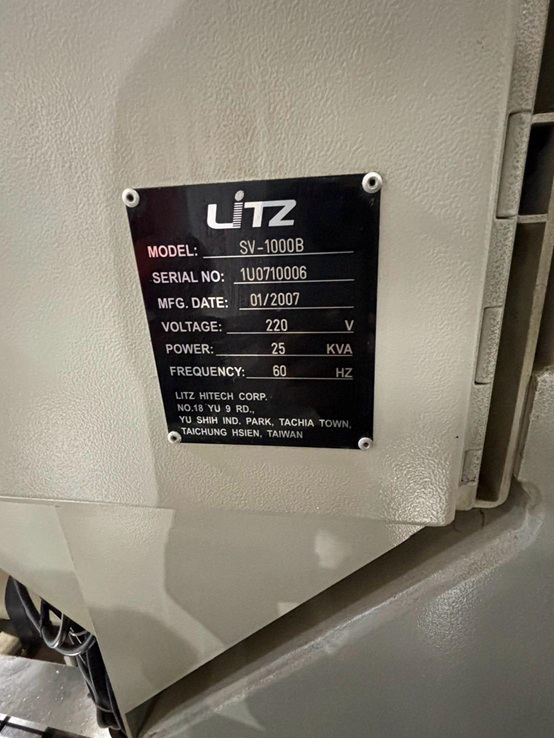 LiTZ
MODEL: SV-1000B
SERIAL NO: 1U0710006
MFG. DATE: 01/2007
VOLTAGE: 220 V
POWER: 25 KVA
FREQUENCY: 60 HZ
LITZ HITECH CORP.
NO.18 YU 9 RD.,
YU SHIH IND. PARK, TACHIA TOWN,
TAICHUNG HSIEN, TAIWAN